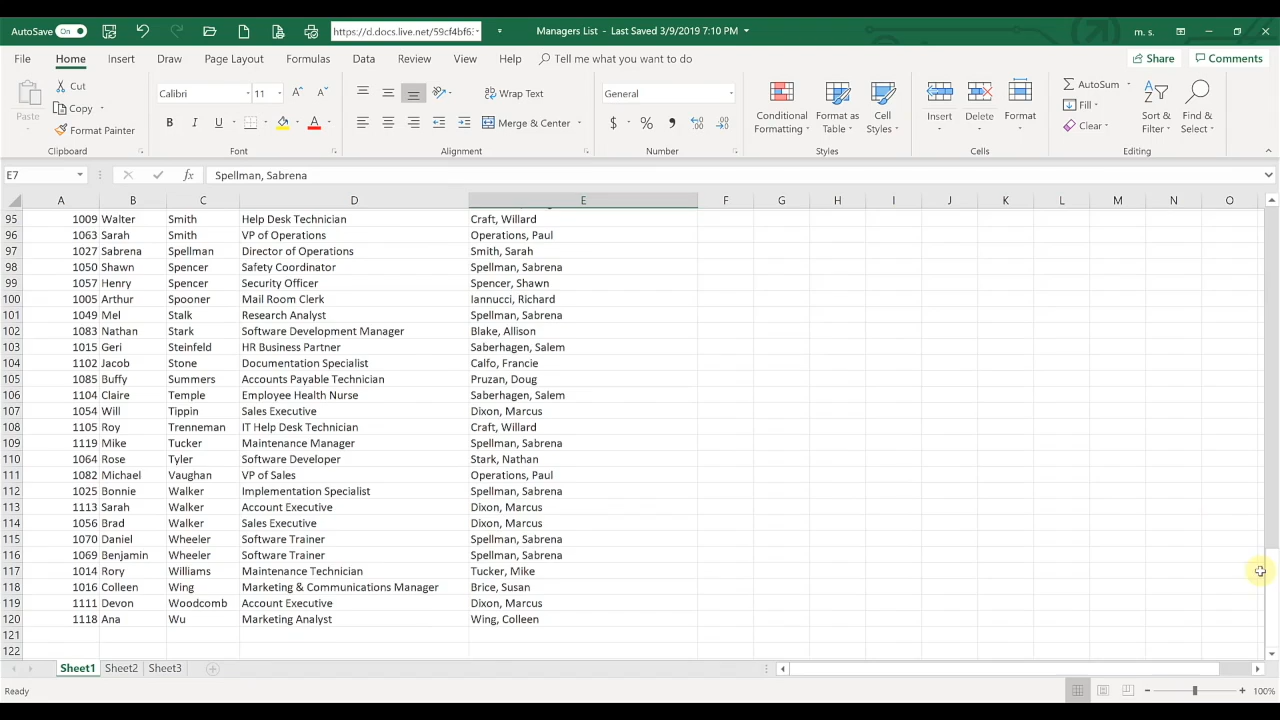 AutoSave On https://d.docs.live.net/59cf4bf6: Managers List - Last Saved 3/9/2019 7:10 PM m. s.
File Home Insert Draw Page Layout Formulas Data Review View Help Tell me what you want to do Share Comments
Paste Cut Copy Format Painter Clipboard
Calibri 11 B I U Font
Wrap Text Merge & Center Alignment
General $ % Number
Conditional Formatting Format as Table Cell Styles Styles
Insert Delete Format Cells
AutoSum Fill Clear Sort & Filter Find & Select Editing
E7 fx Spellman, Sabrena
A B C D E F G H I J K L M N O
95 1009 Walter Smith Help Desk Technician Craft, Willard
96 1063 Sarah Smith VP of Operations Operations, Paul
97 1027 Sabrena Spellman Director of Operations Smith, Sarah
98 1050 Shawn Spencer Safety Coordinator Spellman, Sabrena
99 1057 Henry Spencer Security Officer Spencer, Shawn
100 1005 Arthur Spooner Mail Room Clerk Iannucci, Richard
101 1049 Mel Stalk Research Analyst Spellman, Sabrena
102 1083 Nathan Stark Software Development Manager Blake, Allison
103 1015 Geri Steinfeld HR Business Partner Saberhagen, Salem
104 1102 Jacob Stone Documentation Specialist Calfo, Francie
105 1085 Buffy Summers Accounts Payable Technician Pruzan, Doug
106 1104 Claire Temple Employee Health Nurse Saberhagen, Salem
107 1054 Will Tippin Sales Executive Dixon, Marcus
108 1105 Roy Trenneman IT Help Desk Technician Craft, Willard
109 1119 Mike Tucker Maintenance Manager Spellman, Sabrena
110 1064 Rose Tyler Software Developer Stark, Nathan
111 1082 Michael Vaughan VP of Sales Operations, Paul
112 1025 Bonnie Walker Implementation Specialist Spellman, Sabrena
113 1113 Sarah Walker Account Executive Dixon, Marcus
114 1056 Brad Walker Sales Executive Dixon, Marcus
115 1070 Daniel Wheeler Software Trainer Spellman, Sabrena
116 1069 Benjamin Wheeler Software Trainer Spellman, Sabrena
117 1014 Rory Williams Maintenance Technician Tucker, Mike
118 1016 Colleen Wing Marketing & Communications Manager Brice, Susan
119 1111 Devon Woodcomb Account Executive Dixon, Marcus
120 1118 Ana Wu Marketing Analyst Wing, Colleen
121
122
Sheet1 Sheet2 Sheet3
Ready 100%